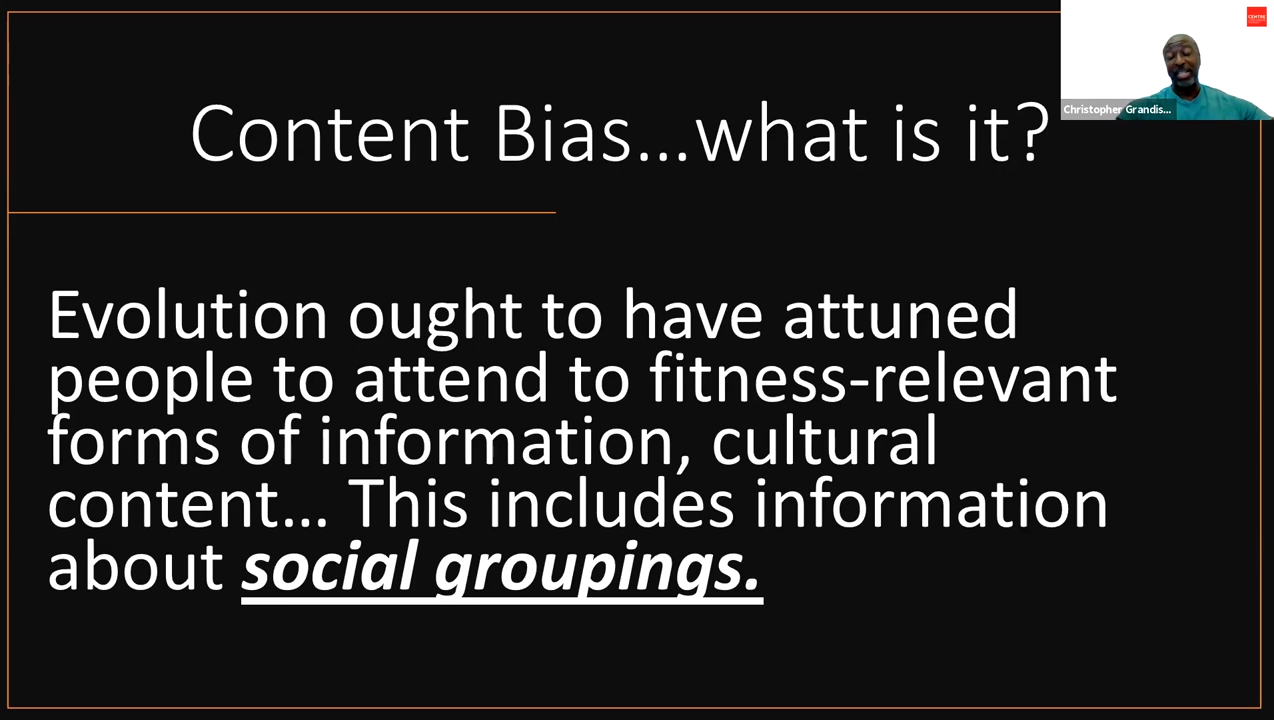 CENTRE
Content Bias…what is it?
Christopher Grandis...
Evolution ought to have attuned
people to attend to fitness-relevant
forms of information, cultural
content… This includes information
about social groupings.